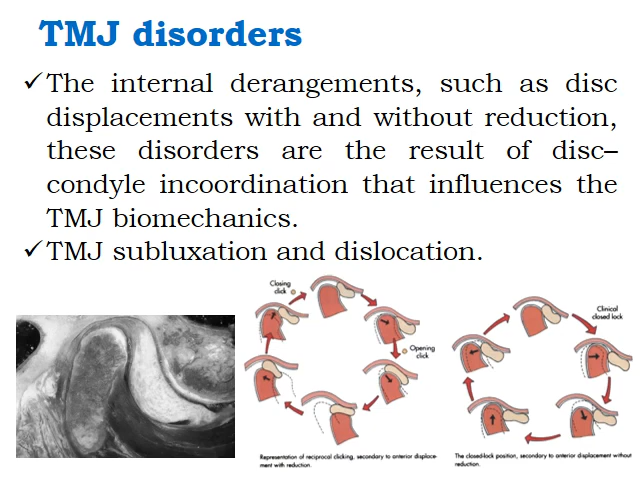 TMJ disorders
✓The internal derangements, such as disc
displacements with and without reduction,
these disorders are the result of disc–
condyle incoordination that influences the
TMJ biomechanics.
✓TMJ subluxation and dislocation.
Closing
click
Opening
click
Clinical
closed lock
Representation of reciprocal clicking, secondary to anterior displace-
ment with reduction.
The closed-lock position, secondary to anterior displacement without
reduction.